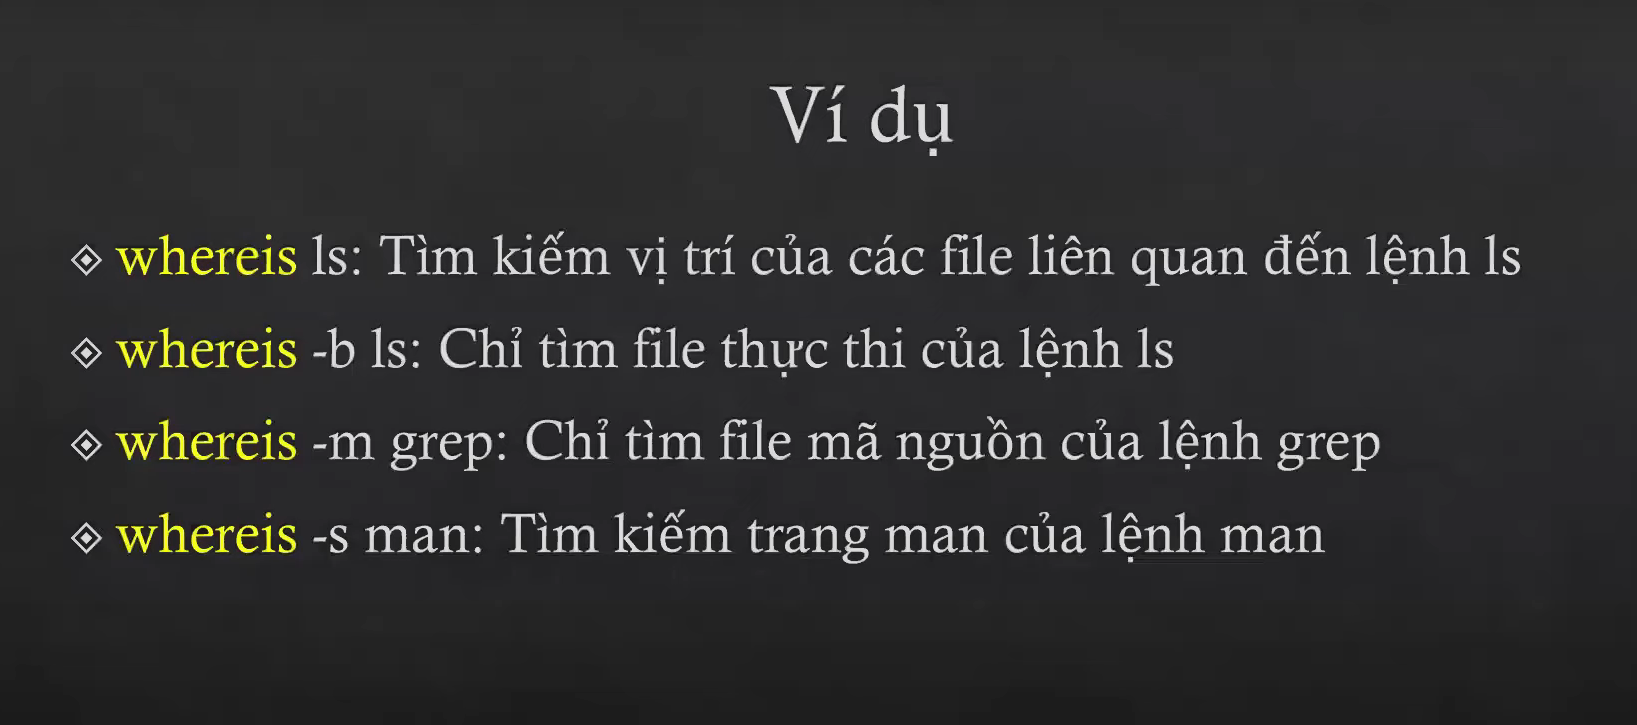 Ví dụ
whereis ls: Tìm kiếm vị trí của các file liên quan đến lệnh ls
whereis -b ls: Chỉ tìm file thực thi của lệnh ls
whereis -m grep: Chỉ tìm file mã nguồn của lệnh grep
whereis -s man: Tìm kiếm trang man của lệnh man